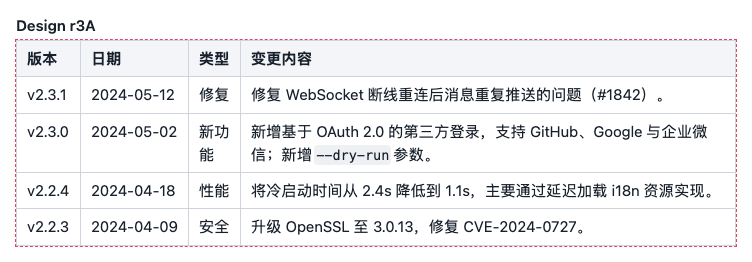 Design r3A
版本 日期 类型 变更内容
v2.3.1 2024-05-12 修复 修复 WebSocket 断线重连后消息重复推送的问题（#1842）。
v2.3.0 2024-05-02 新功能 新增基于 OAuth 2.0 的第三方登录，支持 GitHub、Google 与企业微
信；新增 --dry-run 参数。
v2.2.4 2024-04-18 性能 将冷启动时间从 2.4s 降低到 1.1s，主要通过延迟加载 i18n 资源实现。
v2.2.3 2024-04-09 安全 升级 OpenSSL 至 3.0.13，修复 CVE-2024-0727。